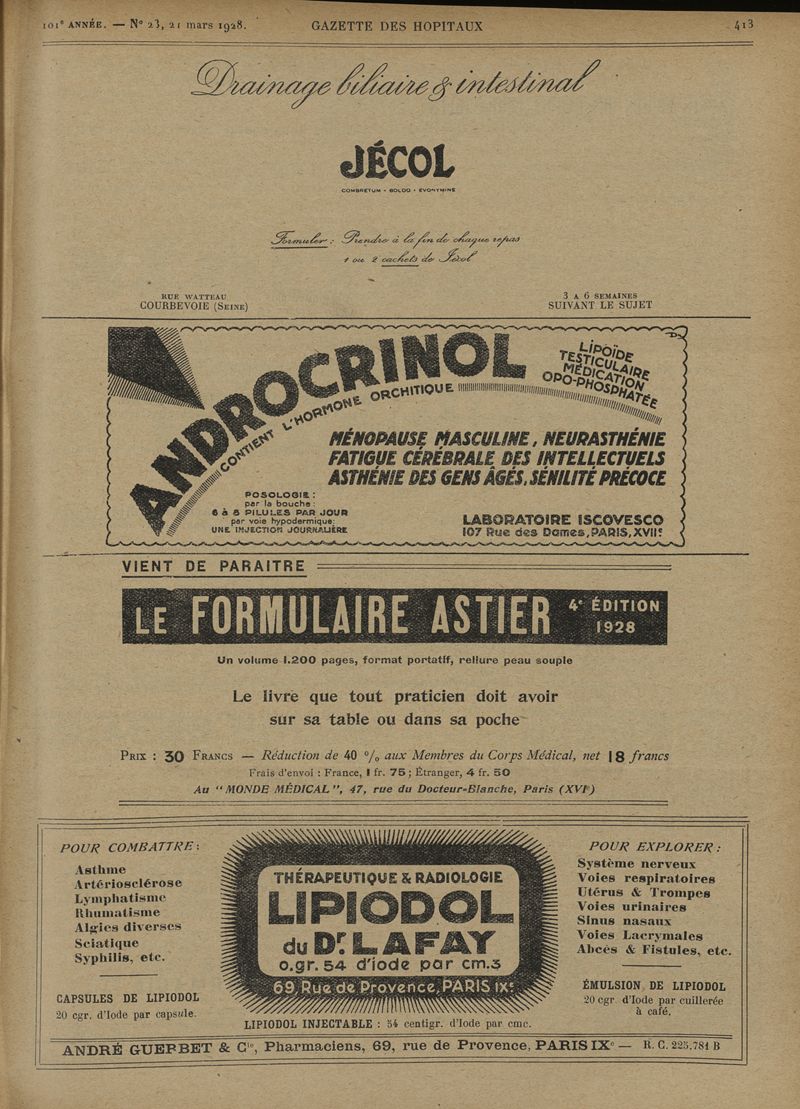 101e ANNÉE. — N° 23, 21 mars 1928.
GAZETTE DES HOPITAUX
413
Drainage biliaire & intestinal
JÉCOL
COMBRETUM • BOLDO • EVONYMINE
Formuler : Prendre à la fin de chaque repas
1 ou 2 cachets de Jécol
RUE WATTEAU
COURBEVOIE (SEINE)
3 A 6 SEMAINES
SUIVANT LE SUJET
ANDROCRINOL
CONTIENT L'HORMONE ORCHITIQUE
LIPOÏDE
TESTICULAIRE
MÉDICATION
OPO-PHOSPHATÉE
MÉNOPAUSE MASCULINE, NEURASTHÉNIE
FATIGUE CÉRÉBRALE DES INTELLECTUELS
ASTHÉNIE DES GENS ÂGÉS, SÉNILITÉ PRÉCOCE
POSOLOGIE :
par la bouche :
6 à 8 PILULES PAR JOUR
par voie hypodermique:
UNE INJECTION JOURNALIÈRE
LABORATOIRE ISCOVESCO
107 Rue des Dames, PARIS, XVIIe
VIENT DE PARAITRE
LE FORMULAIRE ASTIER 4e ÉDITION
1928
Un volume 1.200 pages, format portatif, reliure peau souple
Le livre que tout praticien doit avoir
sur sa table ou dans sa poche
PRIX : 30 FRANCS — Réduction de 40 % aux Membres du Corps Médical, net 18 francs
Frais d'envoi : France, 1 fr. 75 ; Étranger, 4 fr. 50
Au "MONDE MÉDICAL", 47, rue du Docteur-Blanche, Paris (XVIe)
POUR COMBATTRE :
Asthme
Artériosclérose
Lymphatisme
Rhumatisme
Algies diverses
Sciatique
Syphilis, etc.
CAPSULES DE LIPIODOL
20 cgr. d'Iode par capsule.
THÉRAPEUTIQUE & RADIOLOGIE
LIPIODOL
du Dr. LAFAY
0.gr. 54 d'iode par cm.3
69, Rue de Provence, PARIS IXe
LIPIODOL INJECTABLE : 54 centigr. d'Iode par cmc.
POUR EXPLORER :
Système nerveux
Voies respiratoires
Utérus & Trompes
Voies urinaires
Sinus nasaux
Voies Lacrymales
Abcès & Fistules, etc.
ÉMULSION DE LIPIODOL
20 cgr d'Iode par cuillerée
à café.
ANDRÉ GUERBET & Cie, Pharmaciens, 69, rue de Provence, PARIS IXe — R. C. 225.781 B